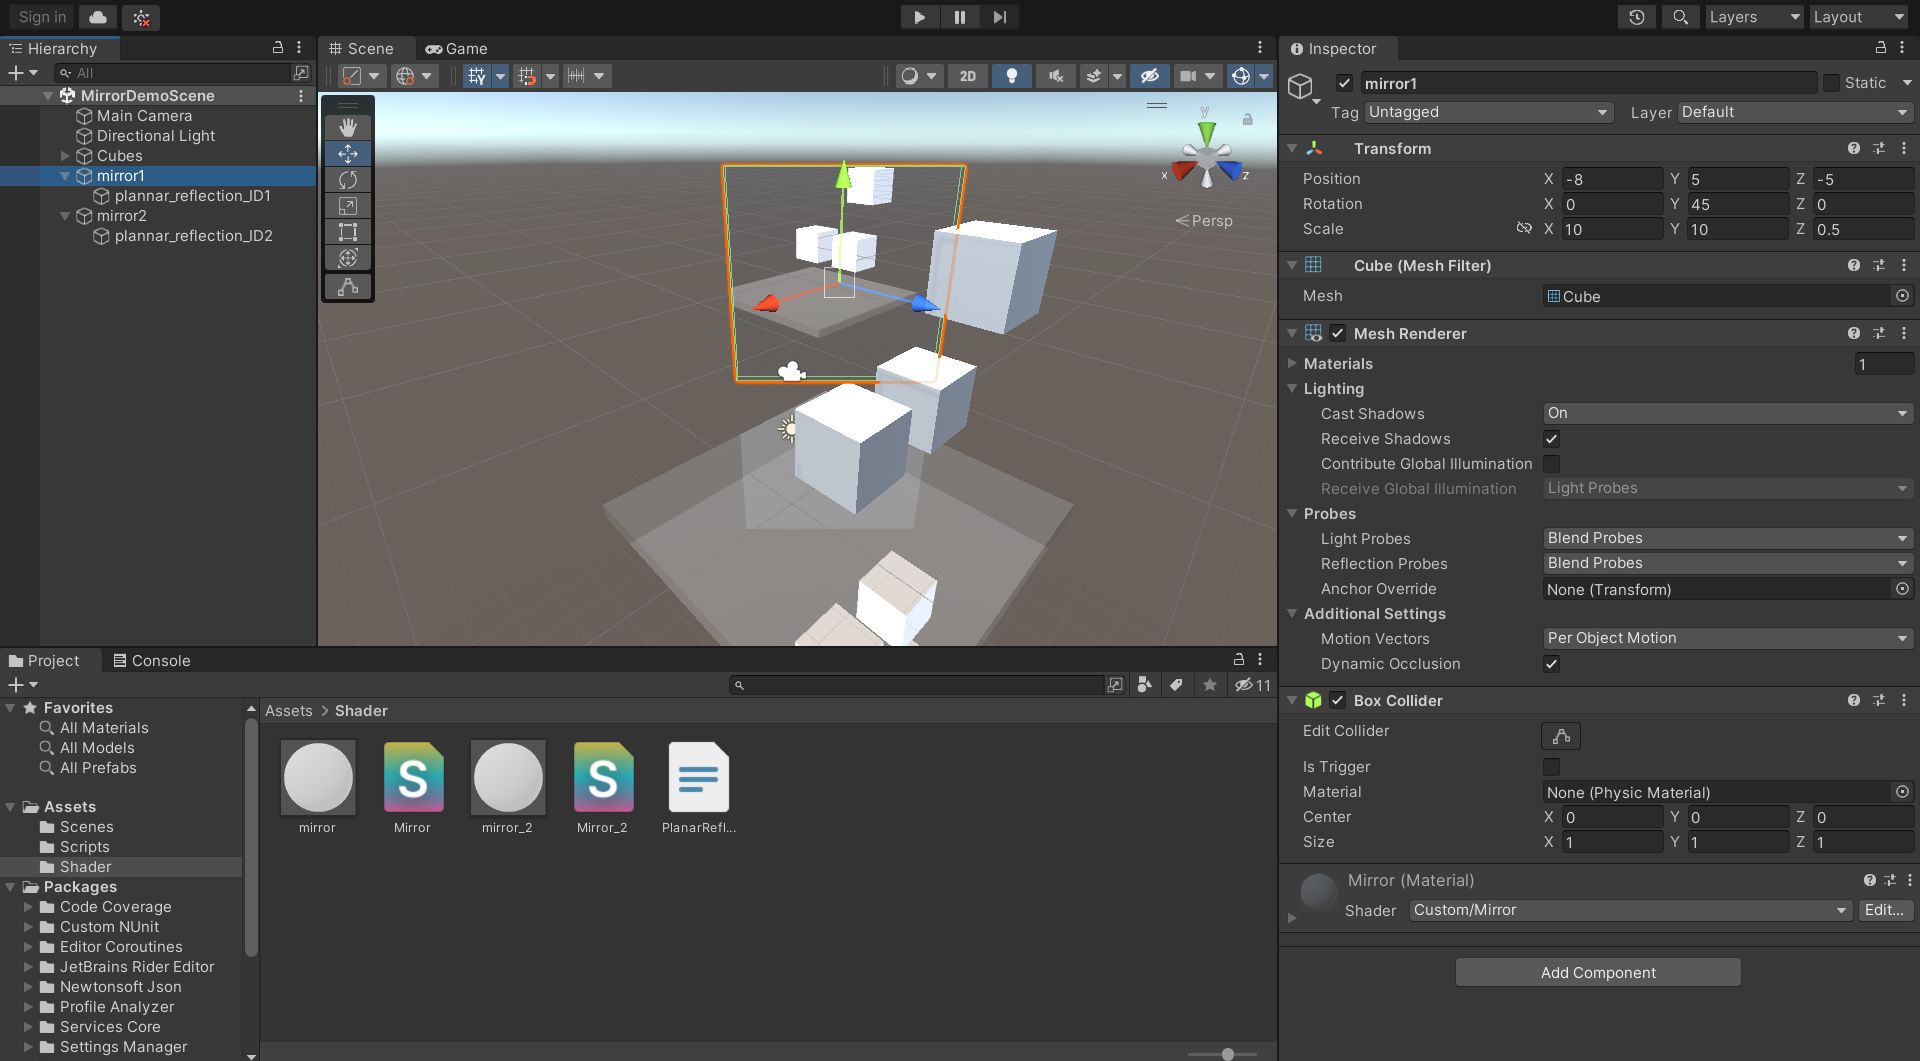 Sign in
Layers
Layout
Hierarchy
All
MirrorDemoScene
Main Camera
Directional Light
Cubes
mirror1
plannar_reflection_ID1
mirror2
plannar_reflection_ID2
Scene
Game
2D
y
x
z
Persp
Project
Console
11
Favorites
All Materials
All Models
All Prefabs
Assets
Scenes
Scripts
Shader
Packages
Code Coverage
Custom NUnit
Editor Coroutines
JetBrains Rider Editor
Newtonsoft Json
Profile Analyzer
Services Core
Settings Manager
Assets > Shader
S
S
mirror
Mirror
mirror_2
Mirror_2
PlanarRefl...
Inspector
mirror1
Static
Tag Untagged
Layer Default
Transform
Position X -8 Y 5 Z -5
Rotation X 0 Y 45 Z 0
Scale X 10 Y 10 Z 0.5
Cube (Mesh Filter)
Mesh Cube
Mesh Renderer
Materials 1
Lighting
Cast Shadows On
Receive Shadows
Contribute Global Illumination
Receive Global Illumination Light Probes
Probes
Light Probes Blend Probes
Reflection Probes Blend Probes
Anchor Override None (Transform)
Additional Settings
Motion Vectors Per Object Motion
Dynamic Occlusion
Box Collider
Edit Collider
Is Trigger
Material None (Physic Material)
Center X 0 Y 0 Z 0
Size X 1 Y 1 Z 1
Mirror (Material)
Shader Custom/Mirror Edit...
Add Component